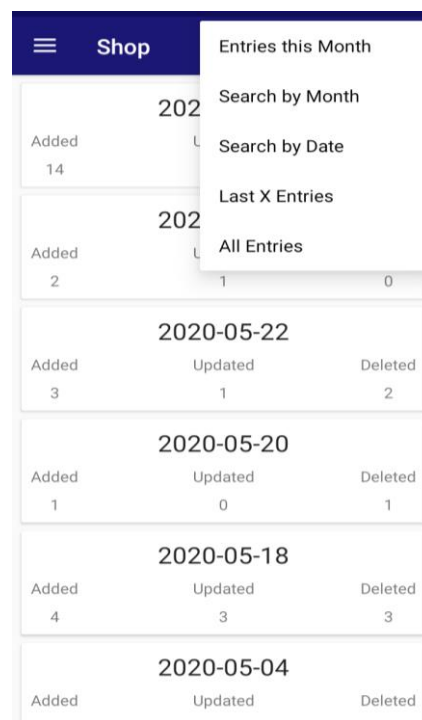 Shop
Entries this Month
Search by Month
Search by Date
Last X Entries
All Entries
202
Added
14
202
Added
2 1 0
2020-05-22
Added Updated Deleted
3 1 2
2020-05-20
Added Updated Deleted
1 0 1
2020-05-18
Added Updated Deleted
4 3 3
2020-05-04
Added Updated Deleted